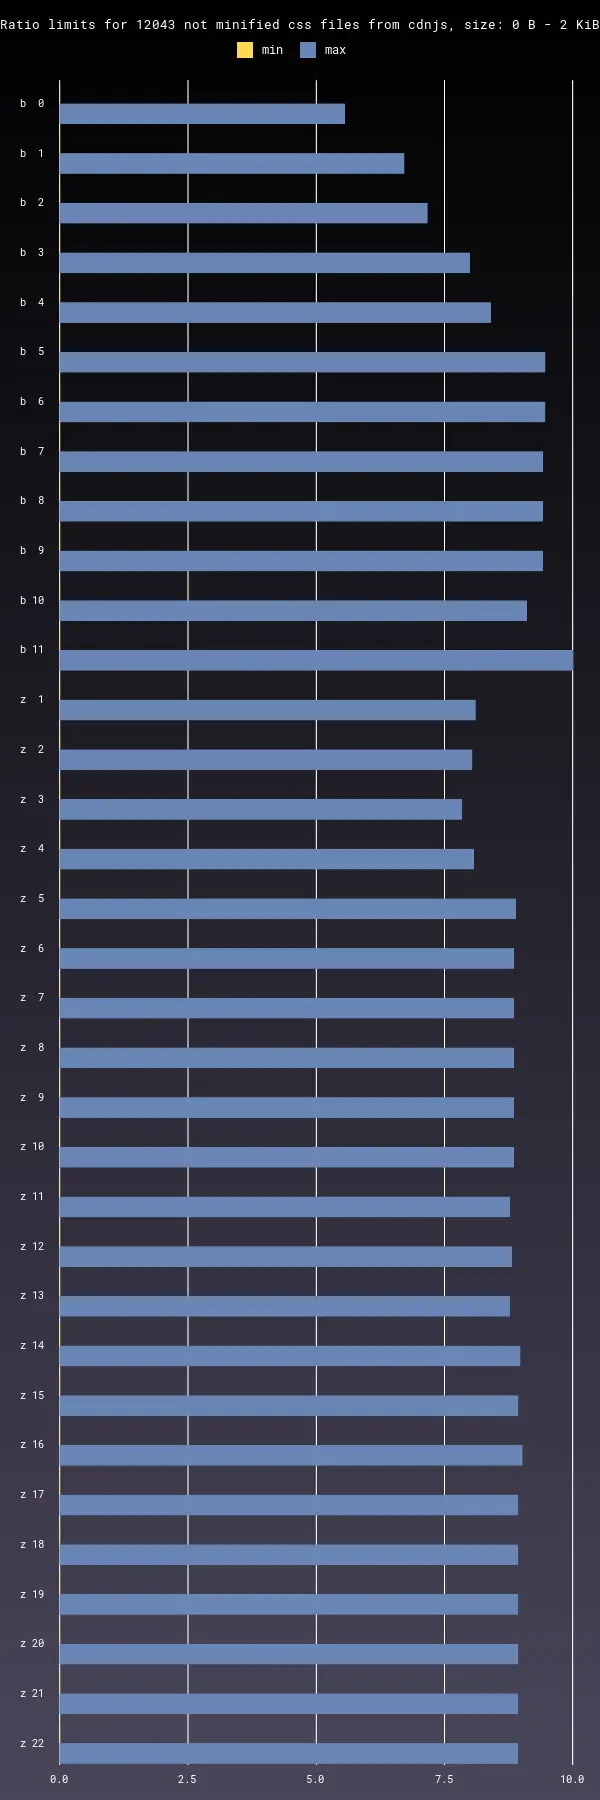 Ratio limits for 12043 not minified css files from cdnjs, size: 0 B - 2 KiB
min max
b 0
b 1
b 2
b 3
b 4
b 5
b 6
b 7
b 8
b 9
b 10
b 11
z 1
z 2
z 3
z 4
z 5
z 6
z 7
z 8
z 9
z 10
z 11
z 12
z 13
z 14
z 15
z 16
z 17
z 18
z 19
z 20
z 21
z 22
0.0 2.5 5.0 7.5 10.0